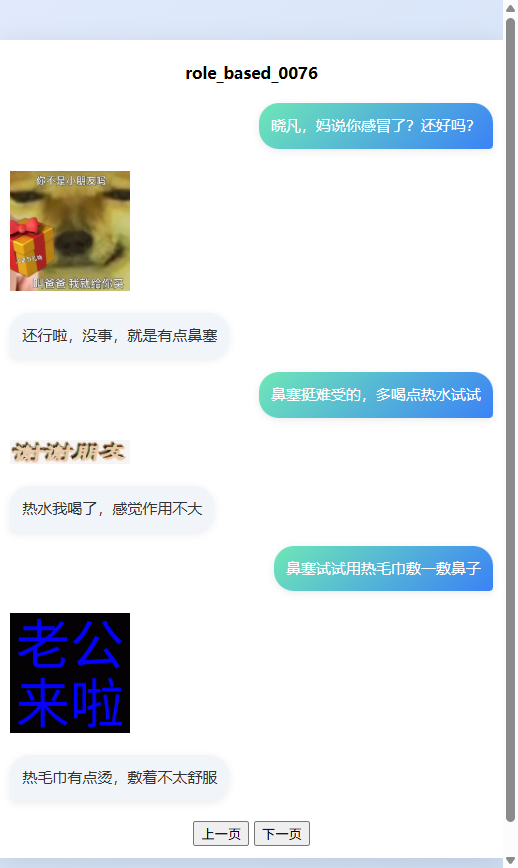 role_based_0076
晓凡，妈说你感冒了？还好吗？
你不是小朋友吗
叫爸爸 我就给你买
还行啦，没事，就是有点鼻塞
鼻塞挺难受的，多喝点热水试试
谢谢朋友
热水我喝了，感觉作用不大
鼻塞试试用热毛巾敷一敷鼻子
老公
来啦
热毛巾有点烫，敷着不太舒服
上一页
下一页